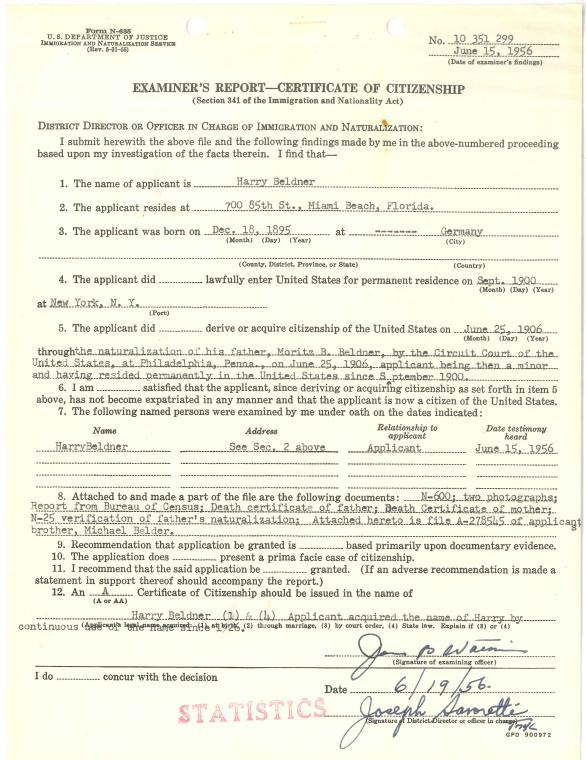 Form N-635
U. S. DEPARTMENT OF JUSTICE
IMMIGRATION AND NATURALIZATION SERVICE
(Rev. 5-31-55)
No. 10 351 299
June 15, 1956
(Date of examiner's findings)
EXAMINER'S REPORT—CERTIFICATE OF CITIZENSHIP
(Section 341 of the Immigration and Nationality Act)
DISTRICT DIRECTOR OR OFFICER IN CHARGE OF IMMIGRATION AND NATURALIZATION:
I submit herewith the above file and the following findings made by me in the above-numbered proceeding
based upon my investigation of the facts therein. I find that—
1. The name of applicant is Harry Beldner
2. The applicant resides at 700 85th St., Miami Beach, Florida.
3. The applicant was born on Dec. 18, 1895 at ------- Germany
(Month) (Day) (Year) (City)
(County, District, Province, or State) (Country)
4. The applicant did lawfully enter United States for permanent residence on Sept. 1900
(Month) (Day) (Year)
at New York, N. Y.
(Port)
5. The applicant did derive or acquire citizenship of the United States on June 25, 1906
(Month) (Day) (Year)
through the naturalization of his father, Moritz B. Beldner, by the Circuit Court of the
United States, at Philadelphia, Penna., on June 25, 1906, applicant being then a minor
and having resided permanently in the United States since September 1900.
6. I am satisfied that the applicant, since deriving or acquiring citizenship as set forth in item 5
above, has not become expatriated in any manner and that the applicant is now a citizen of the United States.
7. The following named persons were examined by me under oath on the dates indicated:
Name Address Relationship to applicant Date testimony heard
HarryBeldner See Sec. 2 above Applicant June 15, 1956
8. Attached to and made a part of the file are the following documents: N-600; two photographs;
Report from Bureau of Census; Death certificate of father; Death Certificate of mother;
N-25 verification of father's naturalization; Attached hereto is file A-278545 of applicants
brother, Michael Belder.
9. Recommendation that application be granted is based primarily upon documentary evidence.
10. The application does present a prima facie case of citizenship.
11. I recommend that the said application be granted. (If an adverse recommendation is made a
statement in support thereof should accompany the report.)
12. An A Certificate of Citizenship should be issued in the name of
(A or AA)
Harry Beldner (1) & (4) Applicant acquired the name of Harry by
(Applicant's legal name acquired: (1) at birth, (2) through marriage, (3) by court order, (4) State law. Explain if (3) or (4)
continuous use of the name since 1926.
(Signature of examining officer)
I do concur with the decision
Date 6/19/56.
STATISTICS
Joseph
(Signature of District Director or officer in charge)
GPO 900972